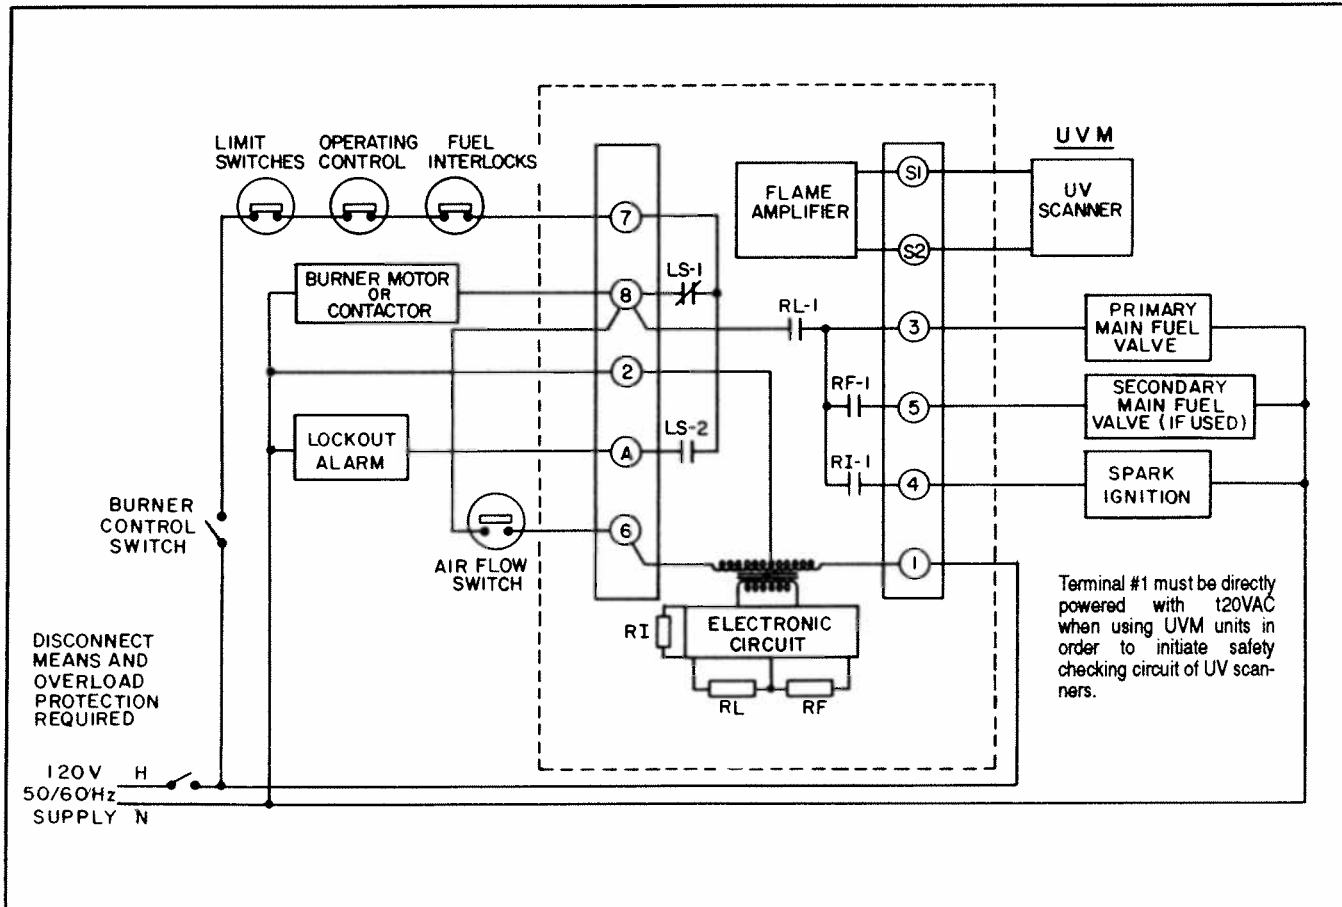 LIMIT SWITCHES
OPERATING CONTROL
FUEL INTERLOCKS
UVM
FLAME AMPLIFIER
S1
S2
UV SCANNER
7
LS-1
BURNER MOTOR OR CONTACTOR
8
RL-1
3
PRIMARY MAIN FUEL VALVE
2
RF-1
5
SECONDARY MAIN FUEL VALVE (IF USED)
LOCKOUT ALARM
A
LS-2
RI-1
4
SPARK IGNITION
BURNER CONTROL SWITCH
AIR FLOW SWITCH
6
1
RI
ELECTRONIC CIRCUIT
RL
RF
Terminal #1 must be directly
powered with t20VAC
when using UVM units in
order to initiate safety
checking circuit of UV scan-
ners.
DISCONNECT
MEANS AND
OVERLOAD
PROTECTION
REQUIRED
120V H
50/60Hz
SUPPLY N